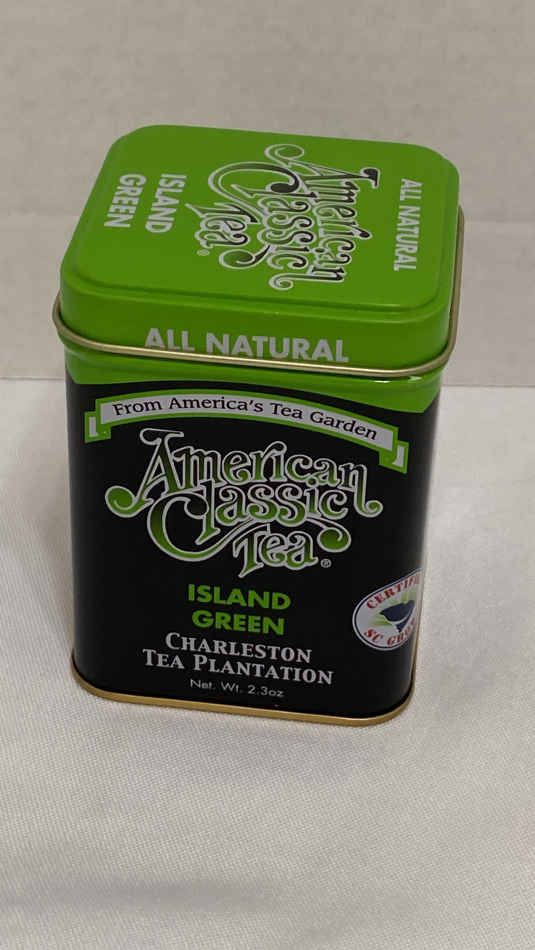 ALL NATURAL
American
Classic
Tea®
ISLAND
GREEN
ALL NATURAL
From America's Tea Garden
American
Classic
Tea®
ISLAND
GREEN
CHARLESTON
TEA PLANTATION
Net. Wt. 2.3oz
SC